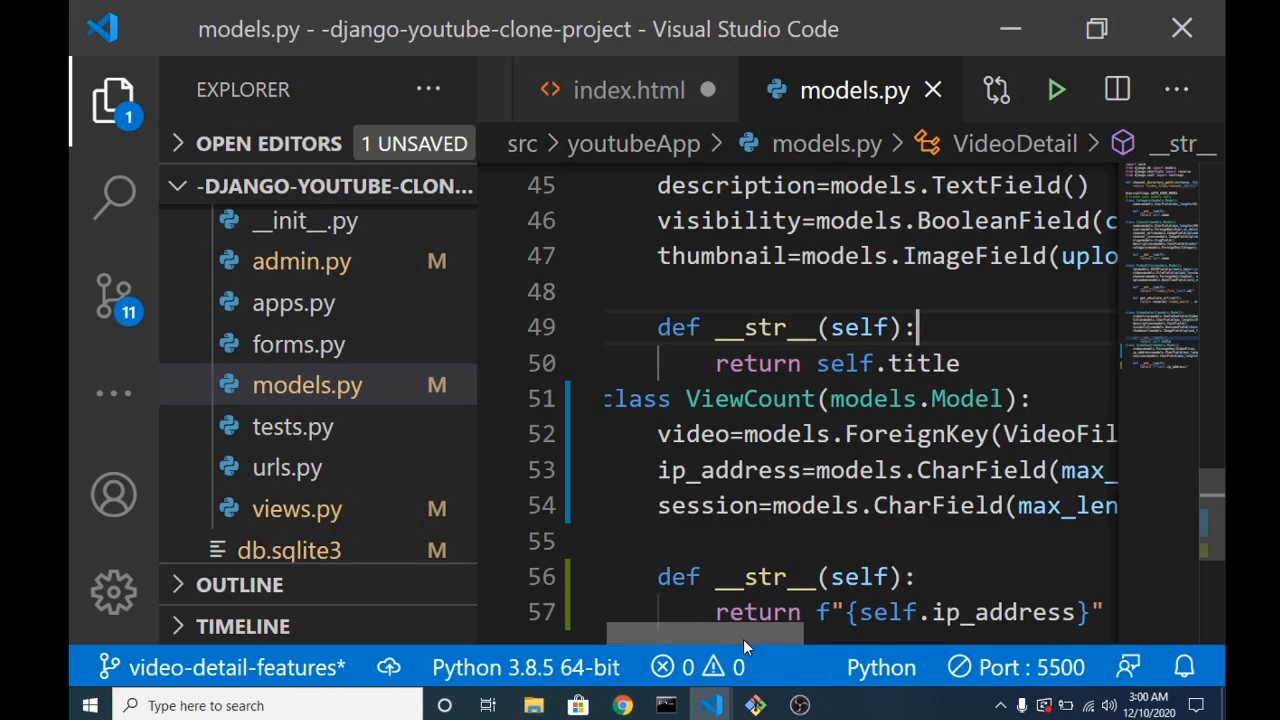 models.py - -django-youtube-clone-project - Visual Studio Code
EXPLORER
index.html
models.py
OPEN EDITORS
1 UNSAVED
src > youtubeApp > models.py > VideoDetail > __str__
-DJANGO-YOUTUBE-CLON...
__init__.py
admin.py M
apps.py
forms.py
models.py M
tests.py
urls.py
views.py M
db.sqlite3 M
OUTLINE
TIMELINE
1
11
45 description=models.TextField()
46 visibility=models.BooleanField(c
47 thumbnail=models.ImageField(uplo
48
49 def __str__(self):
50 return self.title
51 class ViewCount(models.Model):
52 video=models.ForeignKey(VideoFil
53 ip_address=models.CharField(max_
54 session=models.CharField(max_len
55
56 def __str__(self):
57 return f"{self.ip_address}"
video-detail-features* Python 3.8.5 64-bit 0 0 Python Port : 5500
Type here to search
3:00 AM
12/10/2020